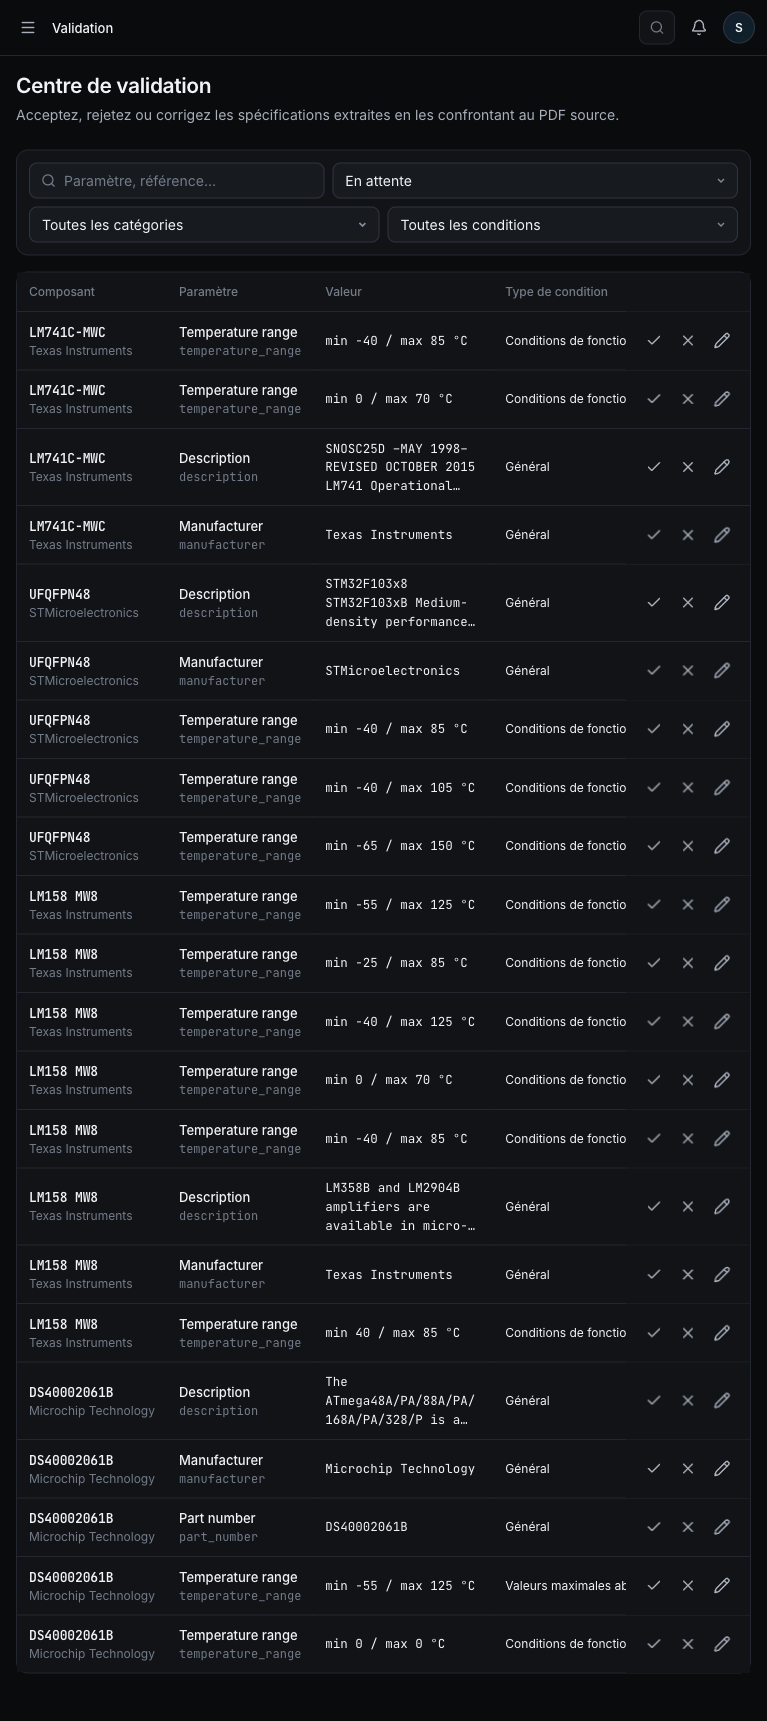 Validation
S
Centre de validation
Acceptez, rejetez ou corrigez les spécifications extraites en les confrontant au PDF source.
Paramètre, référence...
En attente
Toutes les catégories
Toutes les conditions
Composant Paramètre Valeur Type de condition
LM741C-MWC Temperature range min -40 / max 85 °C Conditions de fonctio
Texas Instruments temperature_range
LM741C-MWC Temperature range min 0 / max 70 °C Conditions de fonctio
Texas Instruments temperature_range
LM741C-MWC Description SNOSC25D –MAY 1998–
REVISED OCTOBER 2015
LM741 Operational… Général
Texas Instruments description
LM741C-MWC Manufacturer Texas Instruments Général
Texas Instruments manufacturer
UFQFPN48 Description STM32F103x8
STM32F103xB Medium-
density performance… Général
STMicroelectronics description
UFQFPN48 Manufacturer STMicroelectronics Général
STMicroelectronics manufacturer
UFQFPN48 Temperature range min -40 / max 85 °C Conditions de fonctio
STMicroelectronics temperature_range
UFQFPN48 Temperature range min -40 / max 105 °C Conditions de fonctio
STMicroelectronics temperature_range
UFQFPN48 Temperature range min -65 / max 150 °C Conditions de fonctio
STMicroelectronics temperature_range
LM158 MW8 Temperature range min -55 / max 125 °C Conditions de fonctio
Texas Instruments temperature_range
LM158 MW8 Temperature range min -25 / max 85 °C Conditions de fonctio
Texas Instruments temperature_range
LM158 MW8 Temperature range min -40 / max 125 °C Conditions de fonctio
Texas Instruments temperature_range
LM158 MW8 Temperature range min 0 / max 70 °C Conditions de fonctio
Texas Instruments temperature_range
LM158 MW8 Temperature range min -40 / max 85 °C Conditions de fonctio
Texas Instruments temperature_range
LM158 MW8 Description LM358B and LM2904B
amplifiers are
available in micro-… Général
Texas Instruments description
LM158 MW8 Manufacturer Texas Instruments Général
Texas Instruments manufacturer
LM158 MW8 Temperature range min 40 / max 85 °C Conditions de fonctio
Texas Instruments temperature_range
DS40002061B Description The
ATmega48A/PA/88A/PA/
168A/PA/328/P is a… Général
Microchip Technology description
DS40002061B Manufacturer Microchip Technology Général
Microchip Technology manufacturer
DS40002061B Part number DS40002061B Général
Microchip Technology part_number
DS40002061B Temperature range min -55 / max 125 °C Valeurs maximales ab
Microchip Technology temperature_range
DS40002061B Temperature range min 0 / max 0 °C Conditions de fonctio
Microchip Technology temperature_range